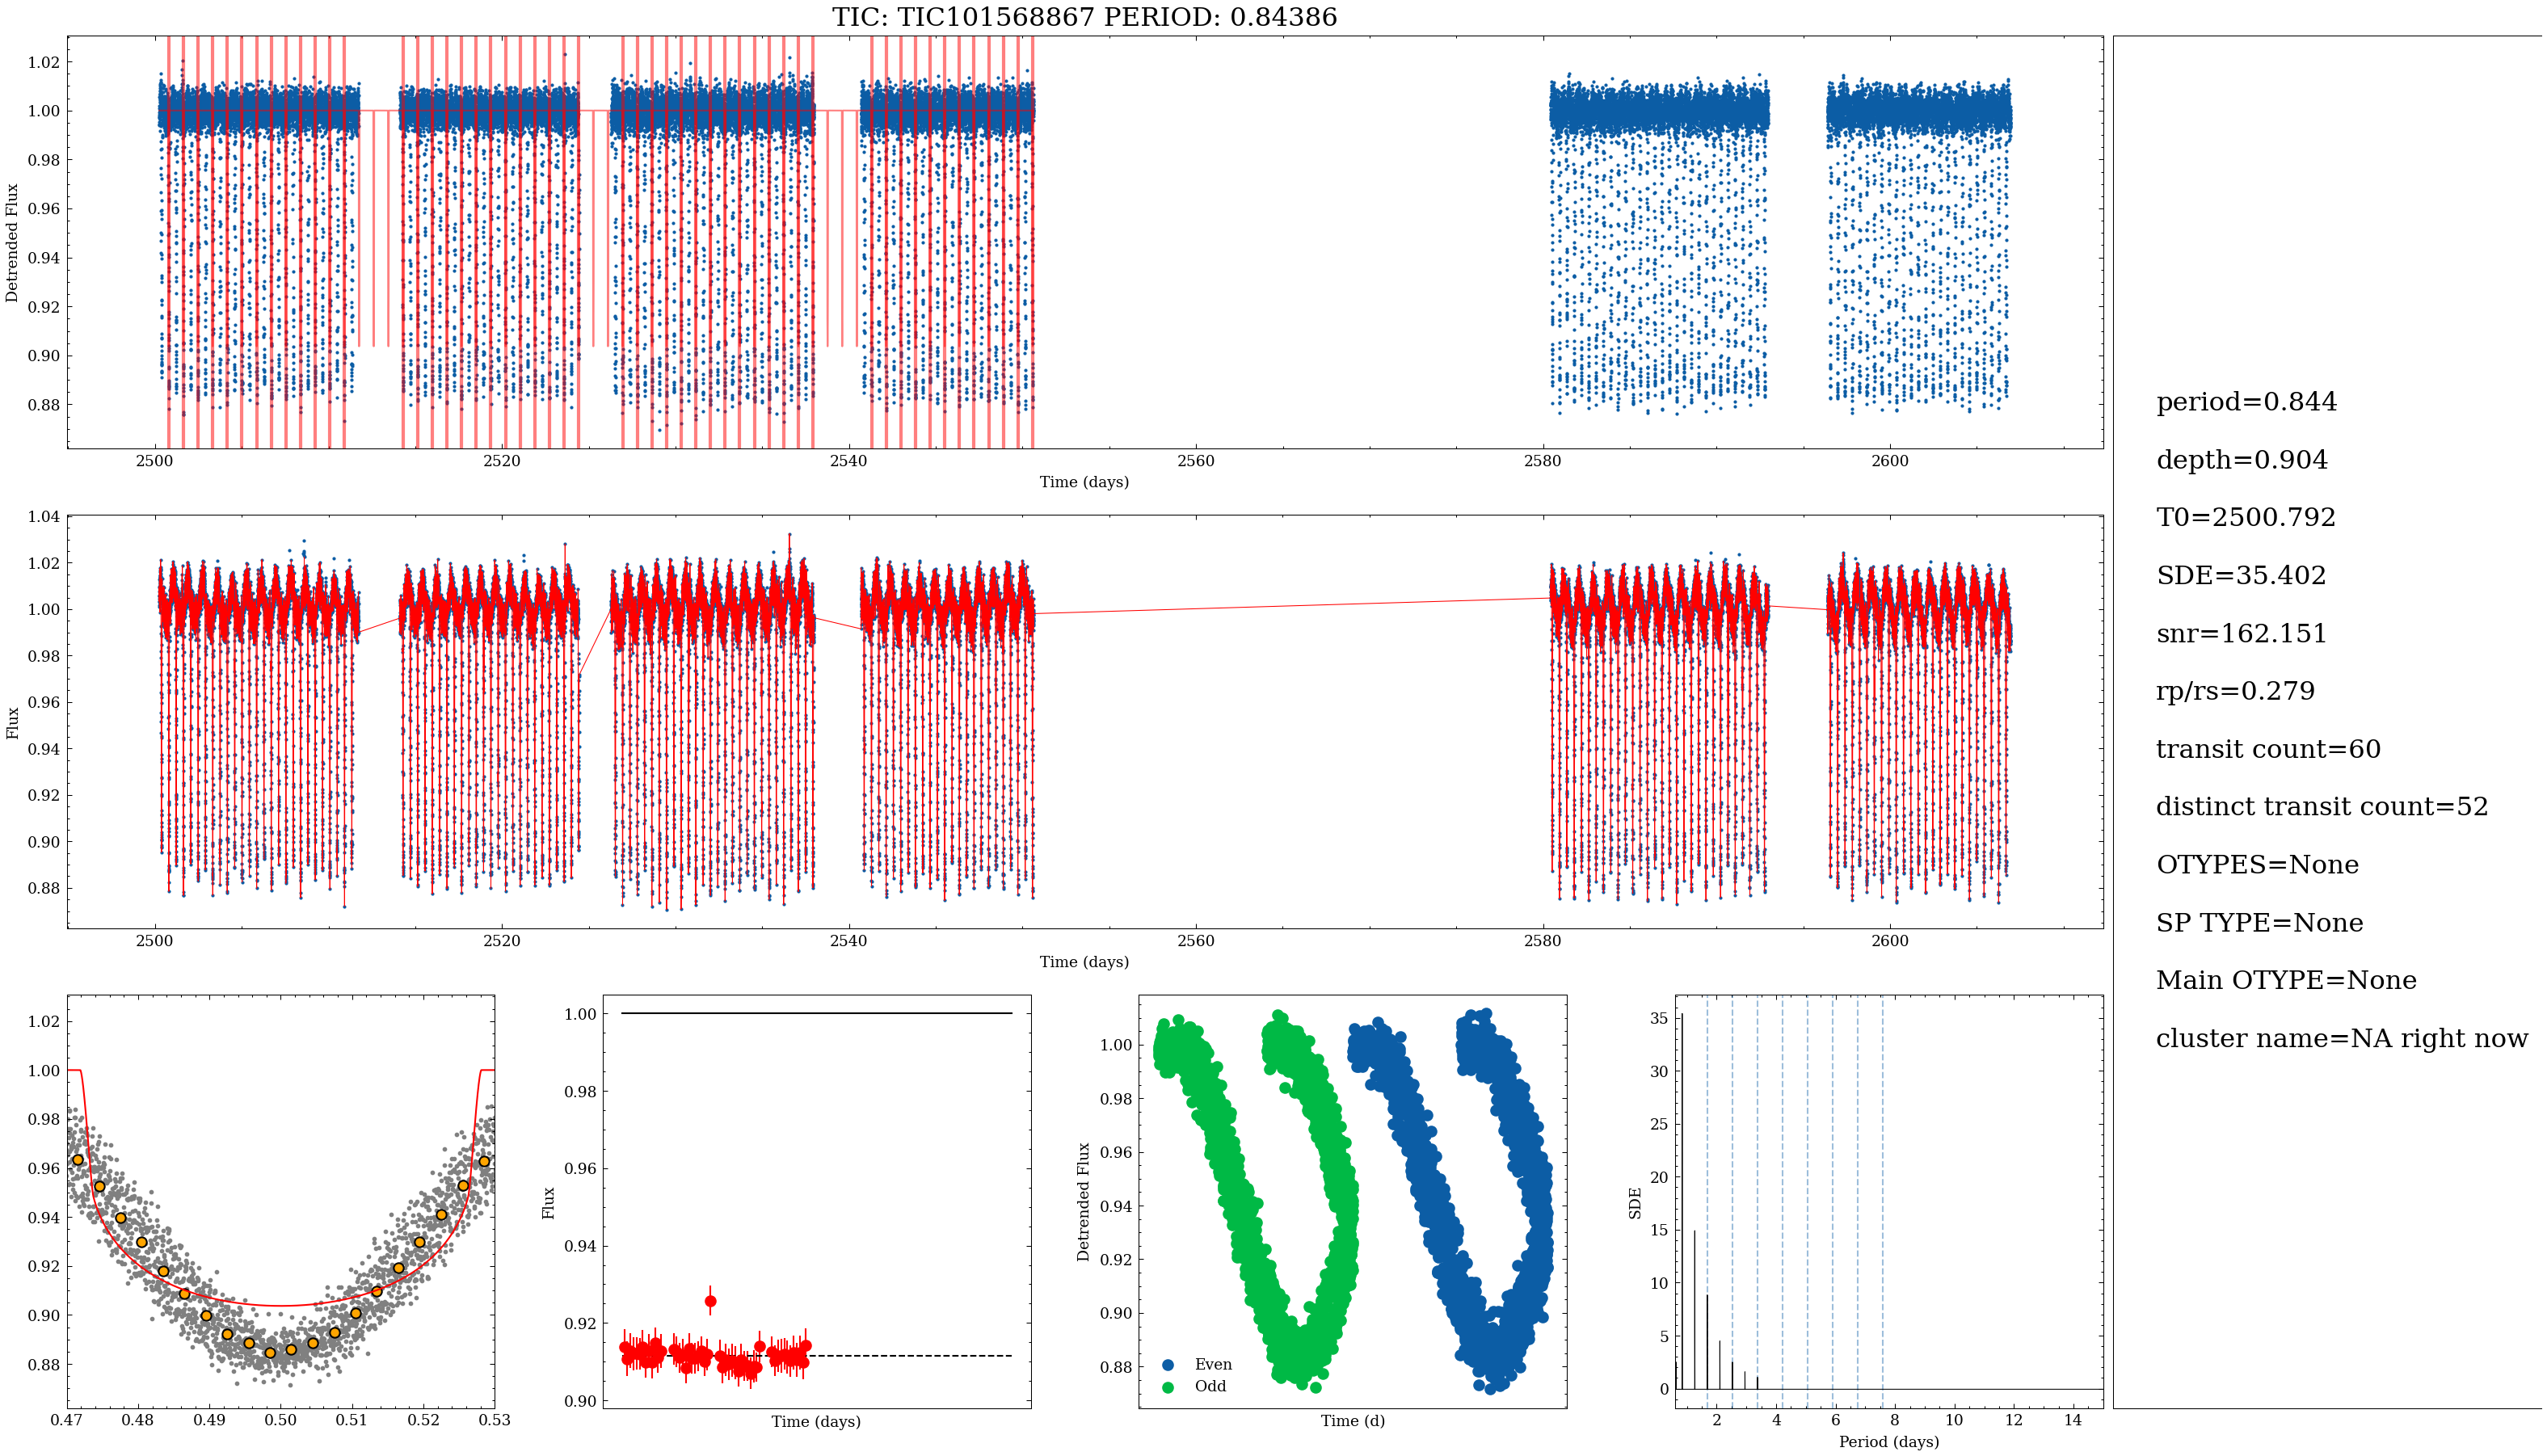 TIC: TIC101568867 PERIOD: 0.84386
1.02
1.00
0.98
0.96
0.94
0.92
0.90
0.88
Detrended Flux
2500 2520 2540 2560 2580 2600
Time (days)
1.04
1.02
1.00
0.98
0.96
0.94
0.92
0.90
0.88
Flux
2500 2520 2540 2560 2580 2600
Time (days)
1.02
1.00
0.98
0.96
0.94
0.92
0.90
0.88
0.47 0.48 0.49 0.50 0.51 0.52 0.53
1.00
0.98
0.96
0.94
0.92
0.90
Flux
Time (days)
1.00
0.98
0.96
0.94
0.92
0.90
0.88
Detrended Flux
Even
Odd
Time (d)
35
30
25
20
15
10
5
0
SDE
2 4 6 8 10 12 14
Period (days)
period=0.844
depth=0.904
T0=2500.792
SDE=35.402
snr=162.151
rp/rs=0.279
transit count=60
distinct transit count=52
OTYPES=None
SP TYPE=None
Main OTYPE=None
cluster name=NA right now